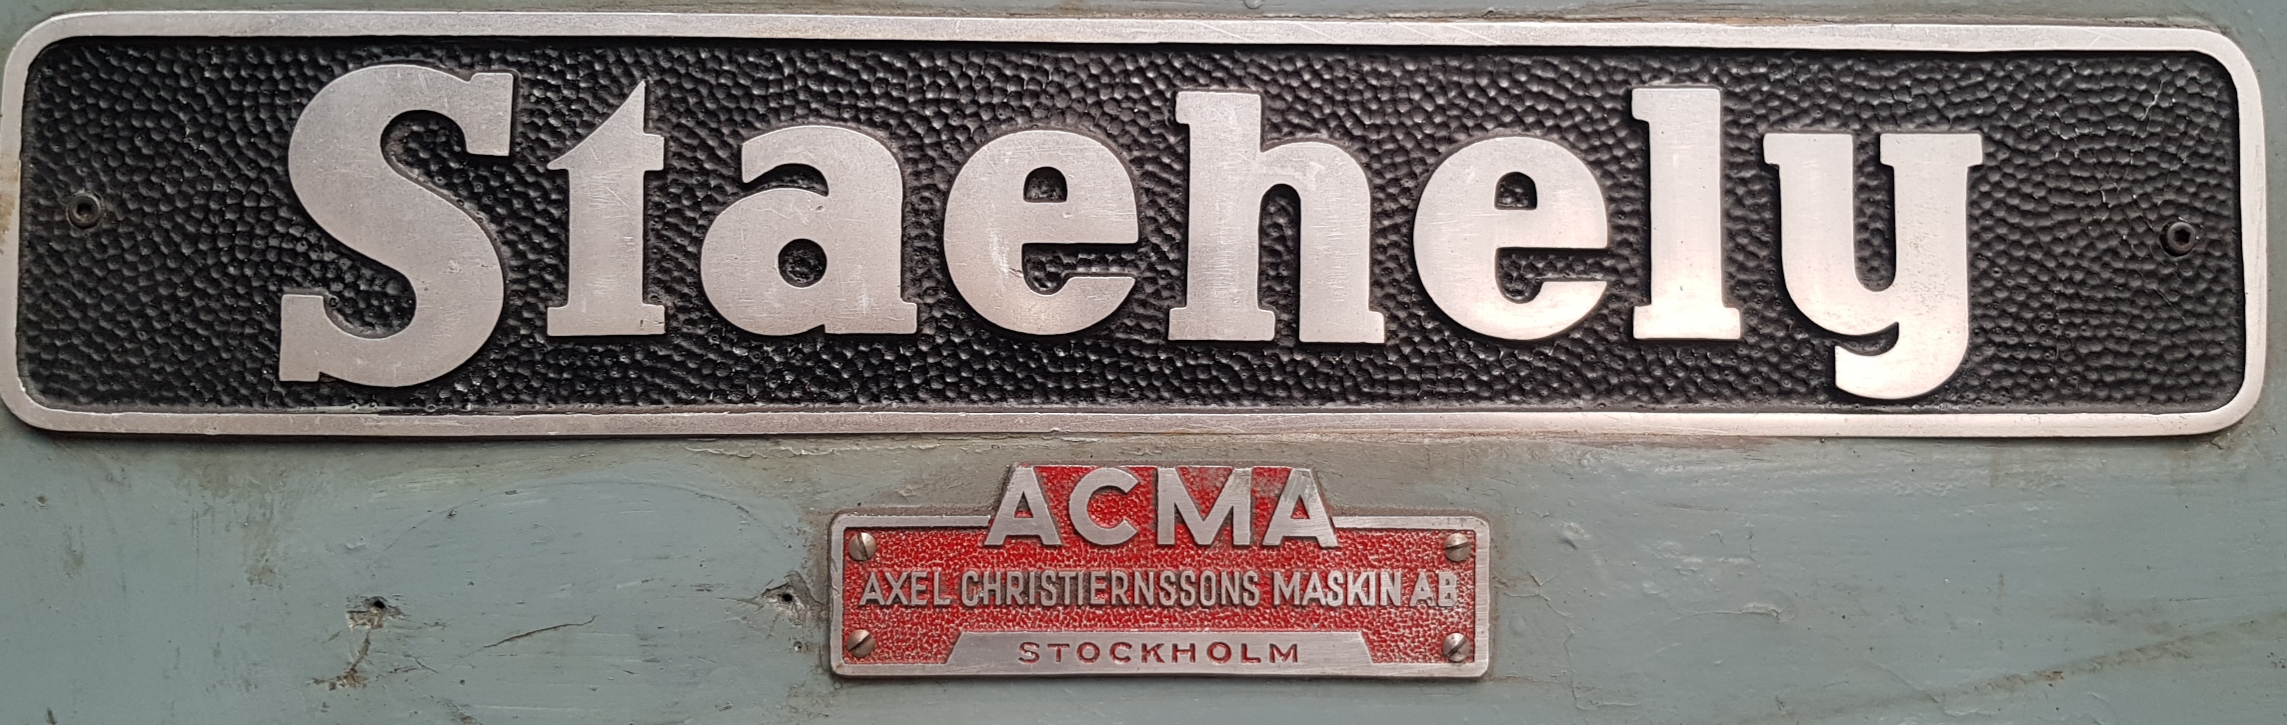 Staehely
ACMA
AXEL CHRISTIERNSSONS MASKIN AB
STOCKHOLM